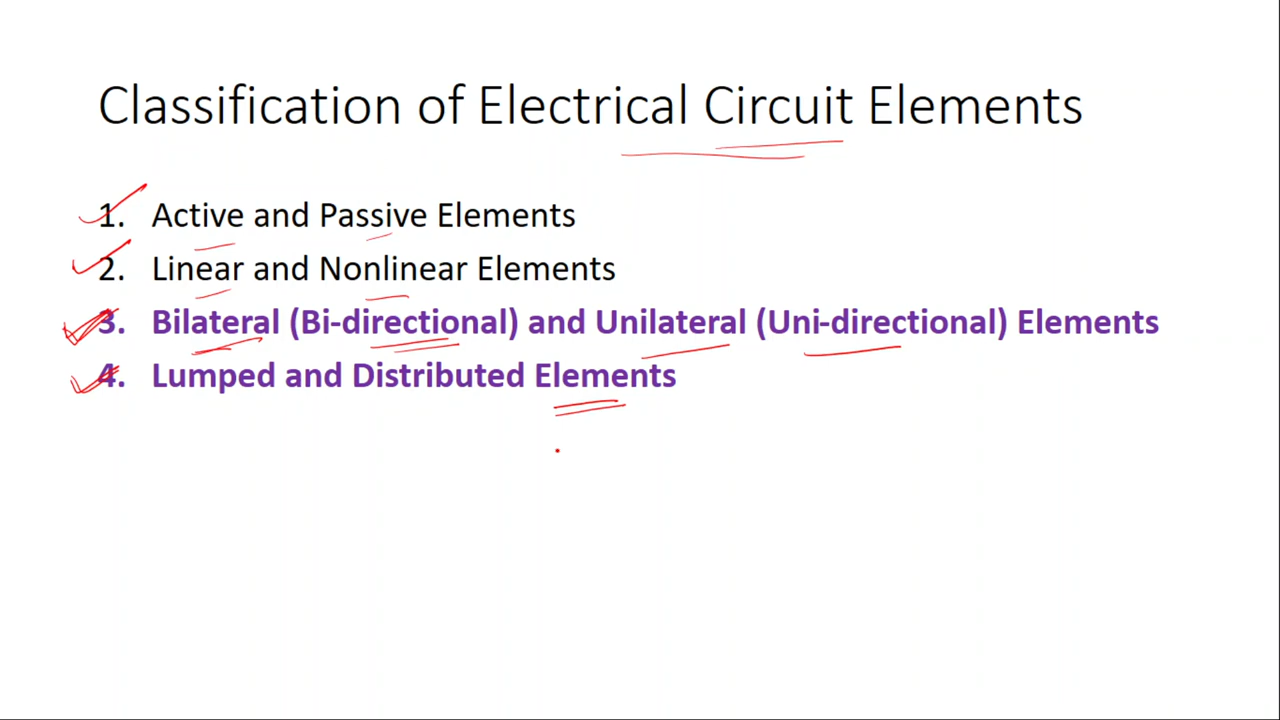 Classification of Electrical Circuit Elements
1. Active and Passive Elements
2. Linear and Nonlinear Elements
3. Bilateral (Bi-directional) and Unilateral (Uni-directional) Elements
4. Lumped and Distributed Elements